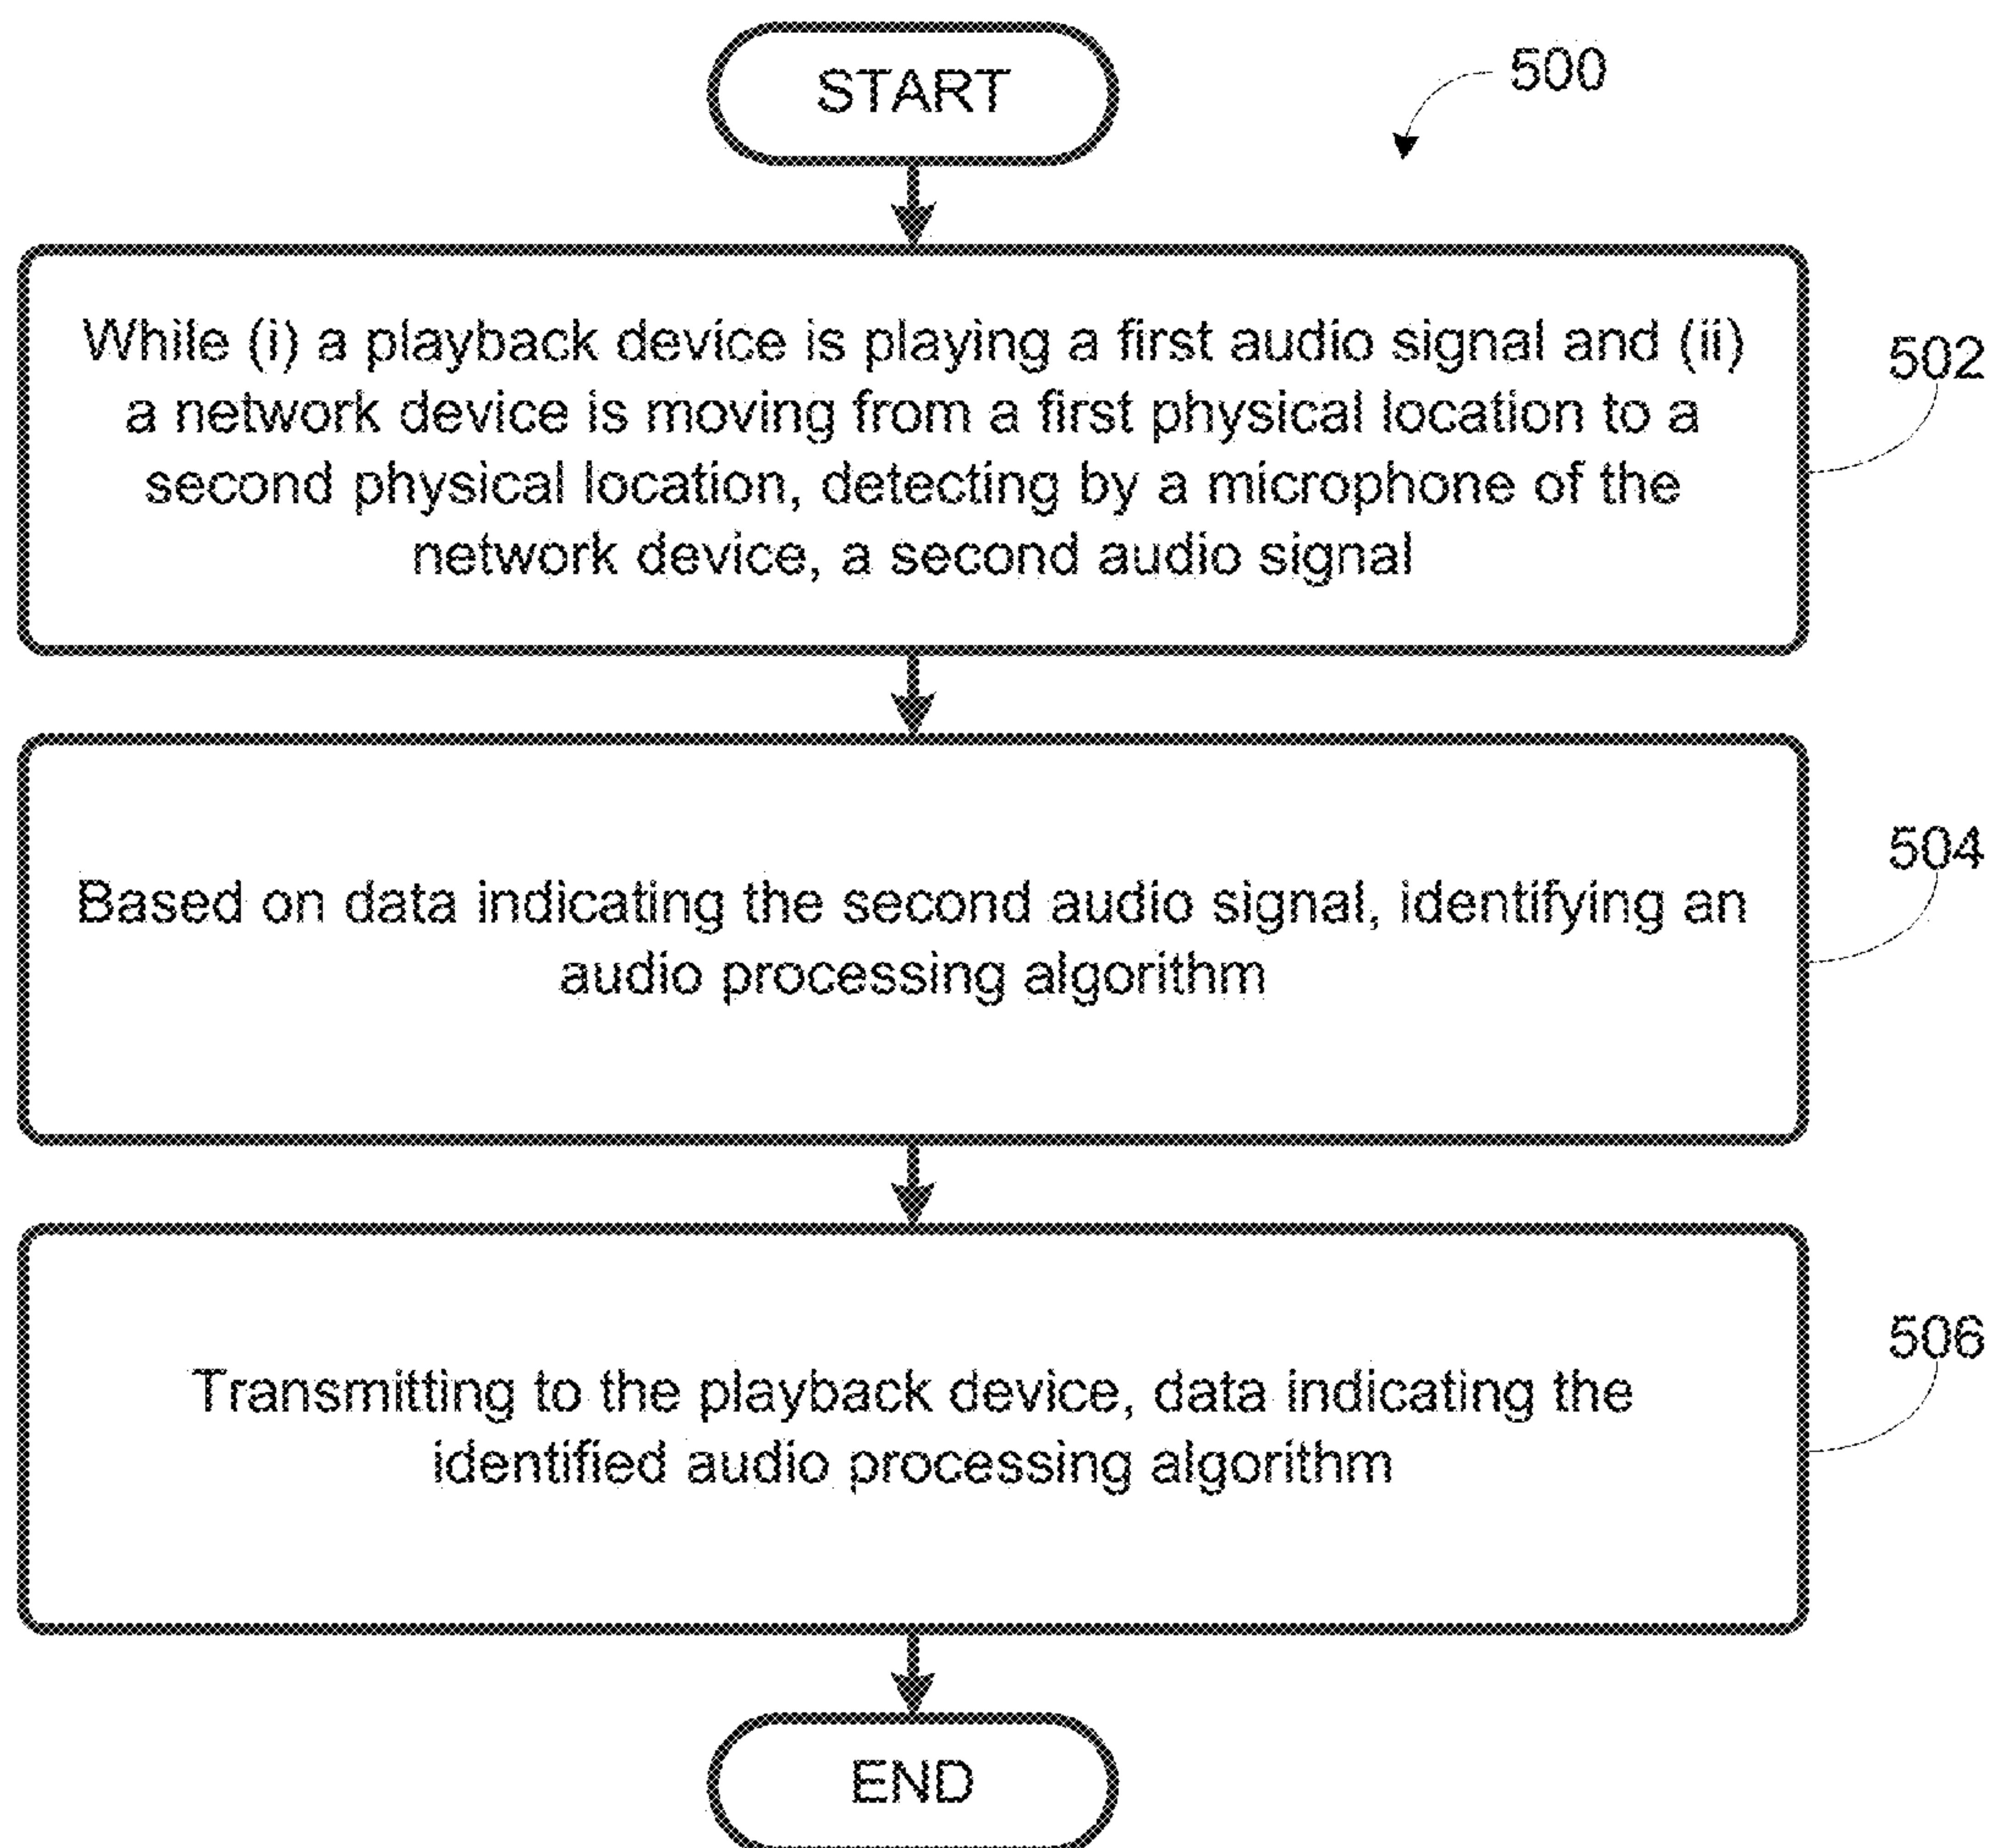 START
500
While (i) a playback device is playing a first audio signal and (ii)
a network device is moving from a first physical location to a
second physical location, detecting by a microphone of the
network device, a second audio signal
502
Based on data indicating the second audio signal, identifying an
audio processing algorithm
504
Transmitting to the playback device, data indicating the
identified audio processing algorithm
506
END